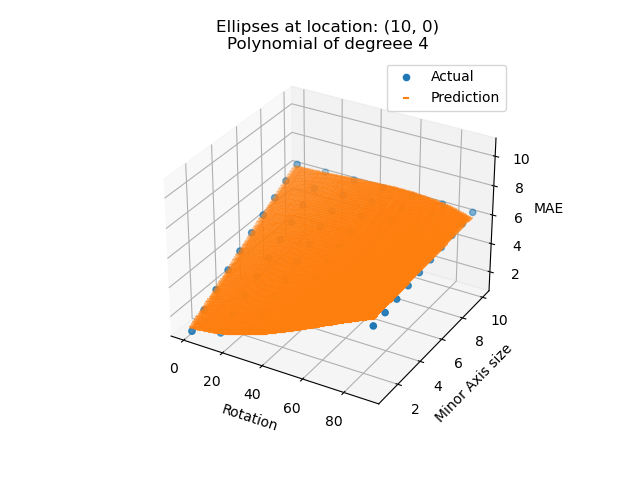 Ellipses at location: (10, 0)
Polynomial of degreee 4
Actual
Prediction
10
8
6
4
2
MAE
10
8
6
4
2
Minor Axis size
0
20
40
60
80
Rotation